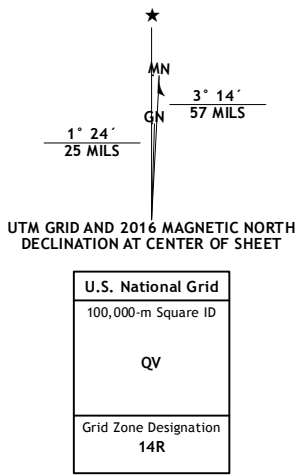 ★
MN
GN
3° 14´
57 MILS
1° 24´
25 MILS
UTM GRID AND 2016 MAGNETIC NORTH
DECLINATION AT CENTER OF SHEET
U.S. National Grid
100,000-m Square ID
QV
Grid Zone Designation
14R